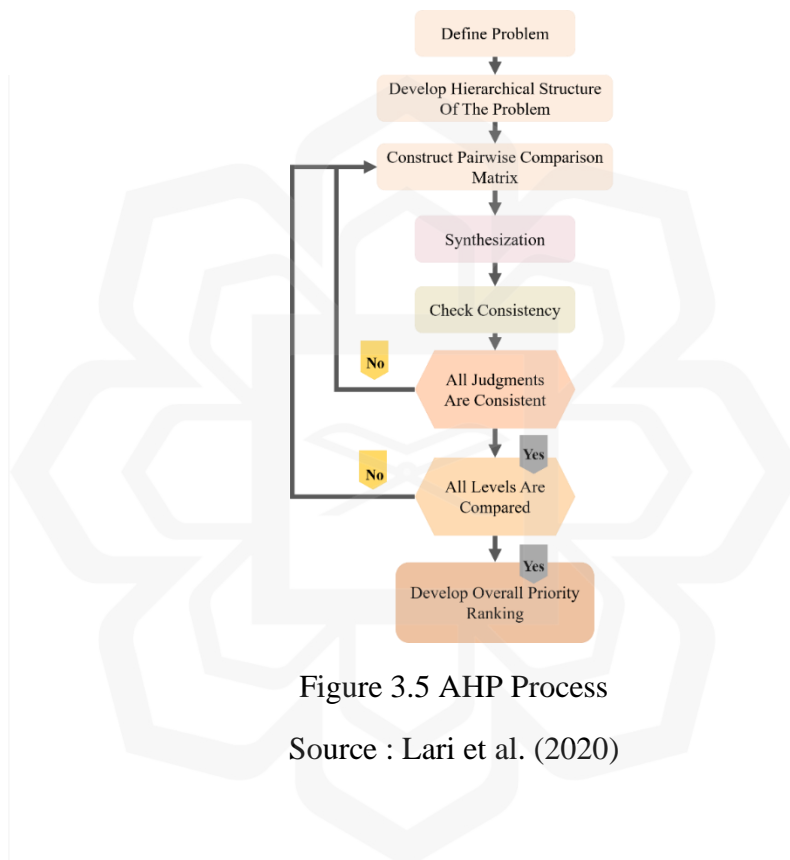 Define Problem
Develop Hierarchical Structure
Of The Problem
Construct Pairwise Comparison
Matrix
Synthesization
Check Consistency
No
All Judgments
Are Consistent
Yes
No
All Levels Are
Compared
Yes
Develop Overall Priority
Ranking
Figure 3.5 AHP Process
Source : Lari et al. (2020)